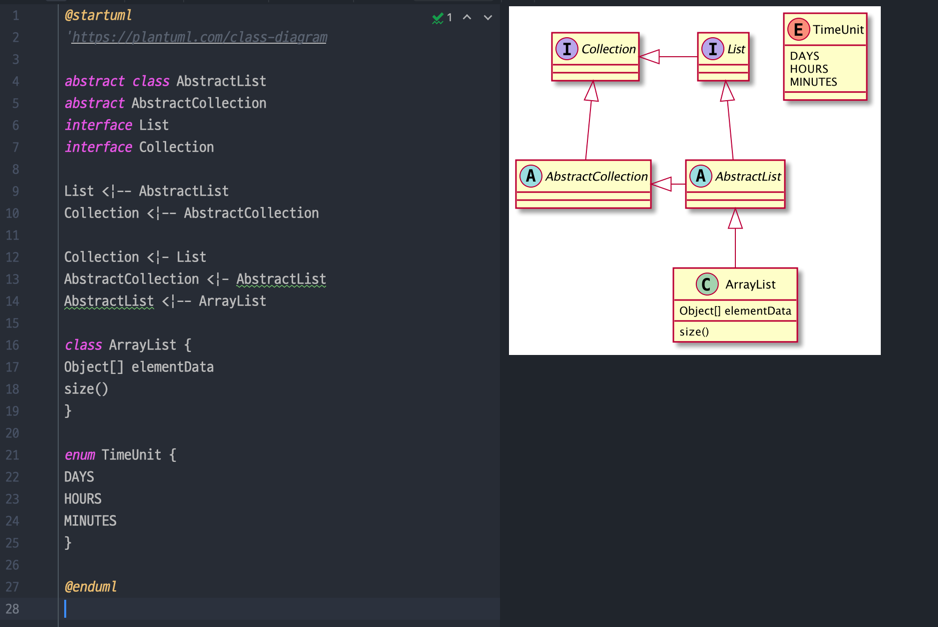 1 @startuml
2 'https://plantuml.com/class-diagram
3
4 abstract class AbstractList
5 abstract AbstractCollection
6 interface List
7 interface Collection
8
9 List <|-- AbstractList
10 Collection <|-- AbstractCollection
11
12 Collection <|- List
13 AbstractCollection <|- AbstractList
14 AbstractList <|-- ArrayList
15
16 class ArrayList {
17 Object[] elementData
18 size()
19 }
20
21 enum TimeUnit {
22 DAYS
23 HOURS
24 MINUTES
25 }
26
27 @enduml
28
1
I Collection
I List
E TimeUnit
DAYS
HOURS
MINUTES
A AbstractCollection
A AbstractList
C ArrayList
Object[] elementData
size()